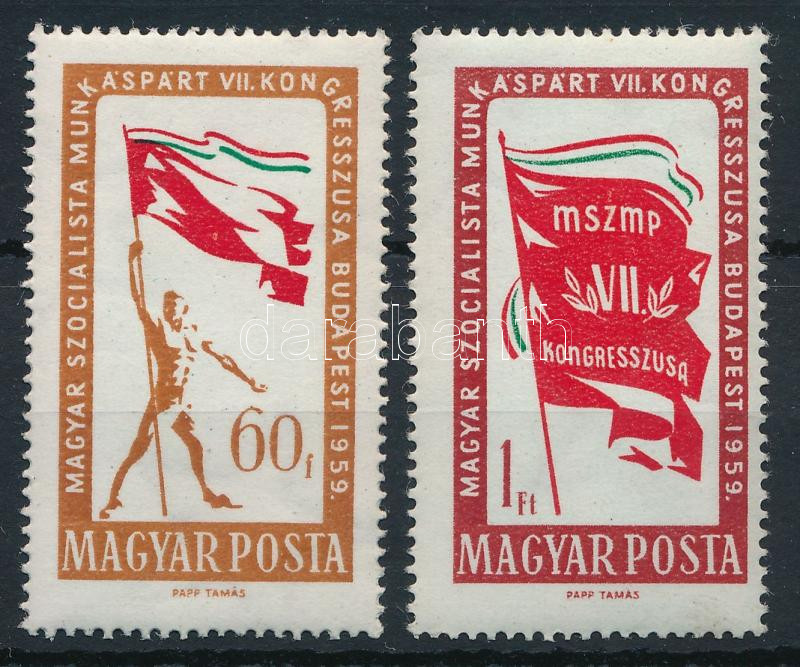 MAGYAR SZOCIALISTA MUNKÁSPÁRT VII. KONGRESSZUSA BUDAPEST 1959.
60f
MAGYAR POSTA
PAPP TAMÁS
MAGYAR SZOCIALISTA MUNKÁSPÁRT VII. KONGRESSZUSA BUDAPEST 1959.
mszmp
VII.
KONGRESSZUSA
1Ft
MAGYAR POSTA
PAPP TAMÁS
darabanth